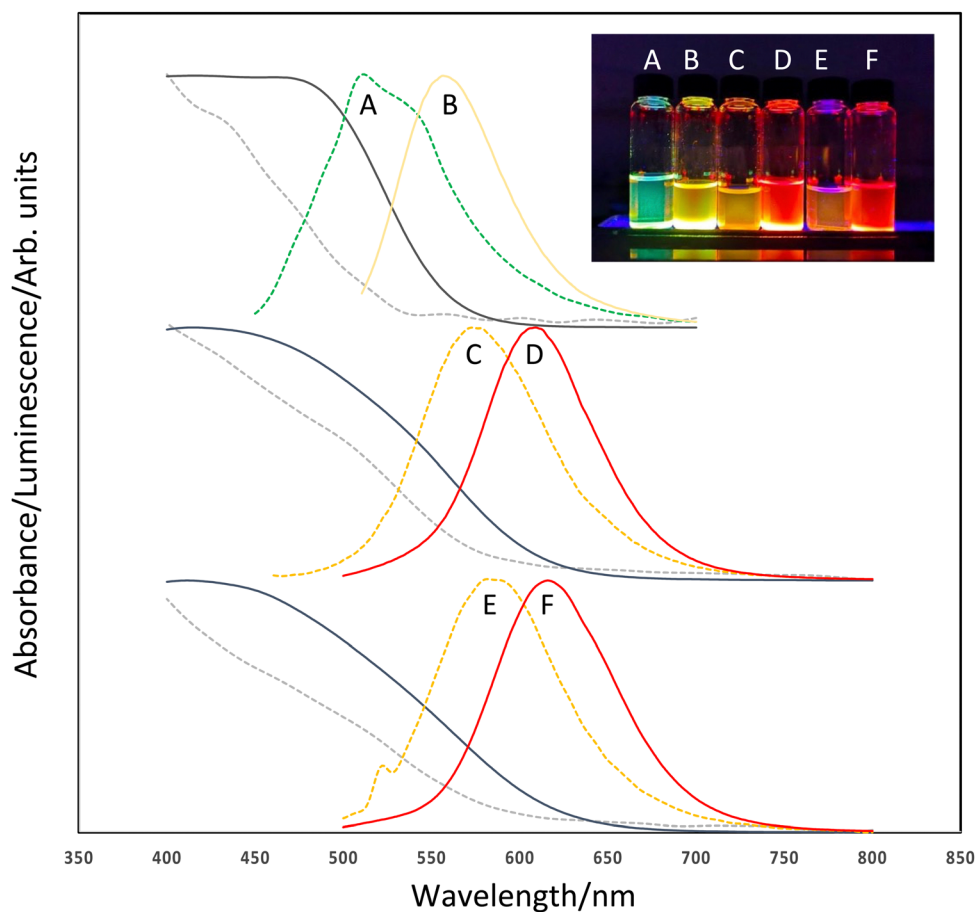 Absorbance/Luminescence/Arb. units
A B C D E F
A B
C D
E F
350 400 450 500 550 600 650 700 750 800 850
Wavelength/nm